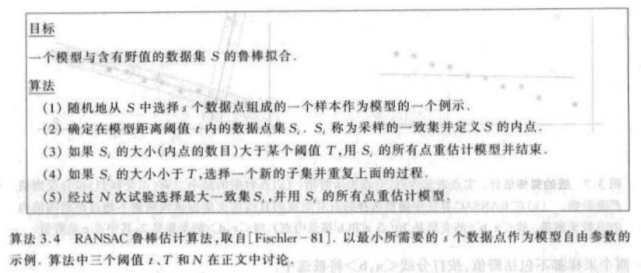 目标
一个模型与含有野值的数据集 S 的鲁棒拟合.
算法
(1) 随机地从 S 中选择 s 个数据点组成的一个样本作为模型的一个例示.
(2) 确定在模型距离阈值 t 内的数据点集 Sᵢ. Sᵢ 称为采样的一致集并定义 S 的内点.
(3) 如果 Sᵢ 的大小(内点的数目)大于某个阈值 T,用 Sᵢ 的所有点重估计模型并结束.
(4) 如果 Sᵢ 的大小小于 T,选择一个新的子集并重复上面的过程.
(5) 经过 N 次试验选择最大一致集 Sᵢ,并用 Sᵢ 的所有点重估计模型.
算法 3.4 RANSAC 鲁棒估计算法,取自[Fischler-81]. 以最小所需要的 s 个数据点作为模型自由参数的
示例. 算法中三个阈值 t、T 和 N 在正文中讨论.